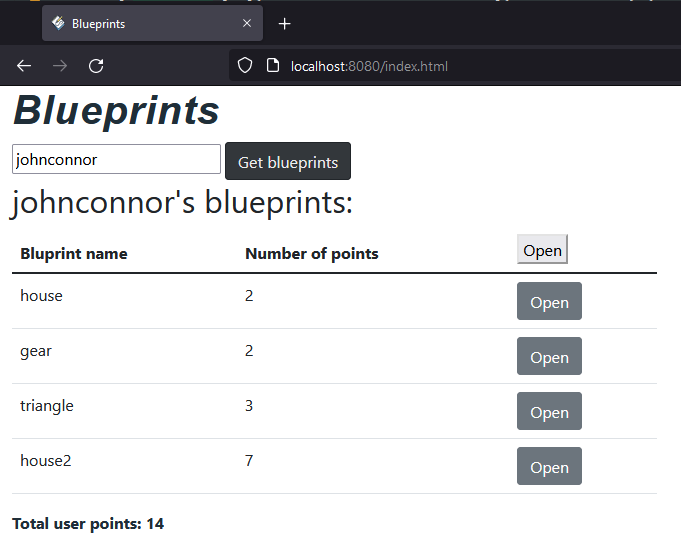 Blueprints
localhost:8080/index.html
Blueprints
johnconnor Get blueprints
johnconnor's blueprints:
Bluprint name Number of points Open
house 2 Open
gear 2 Open
triangle 3 Open
house2 7 Open
Total user points: 14